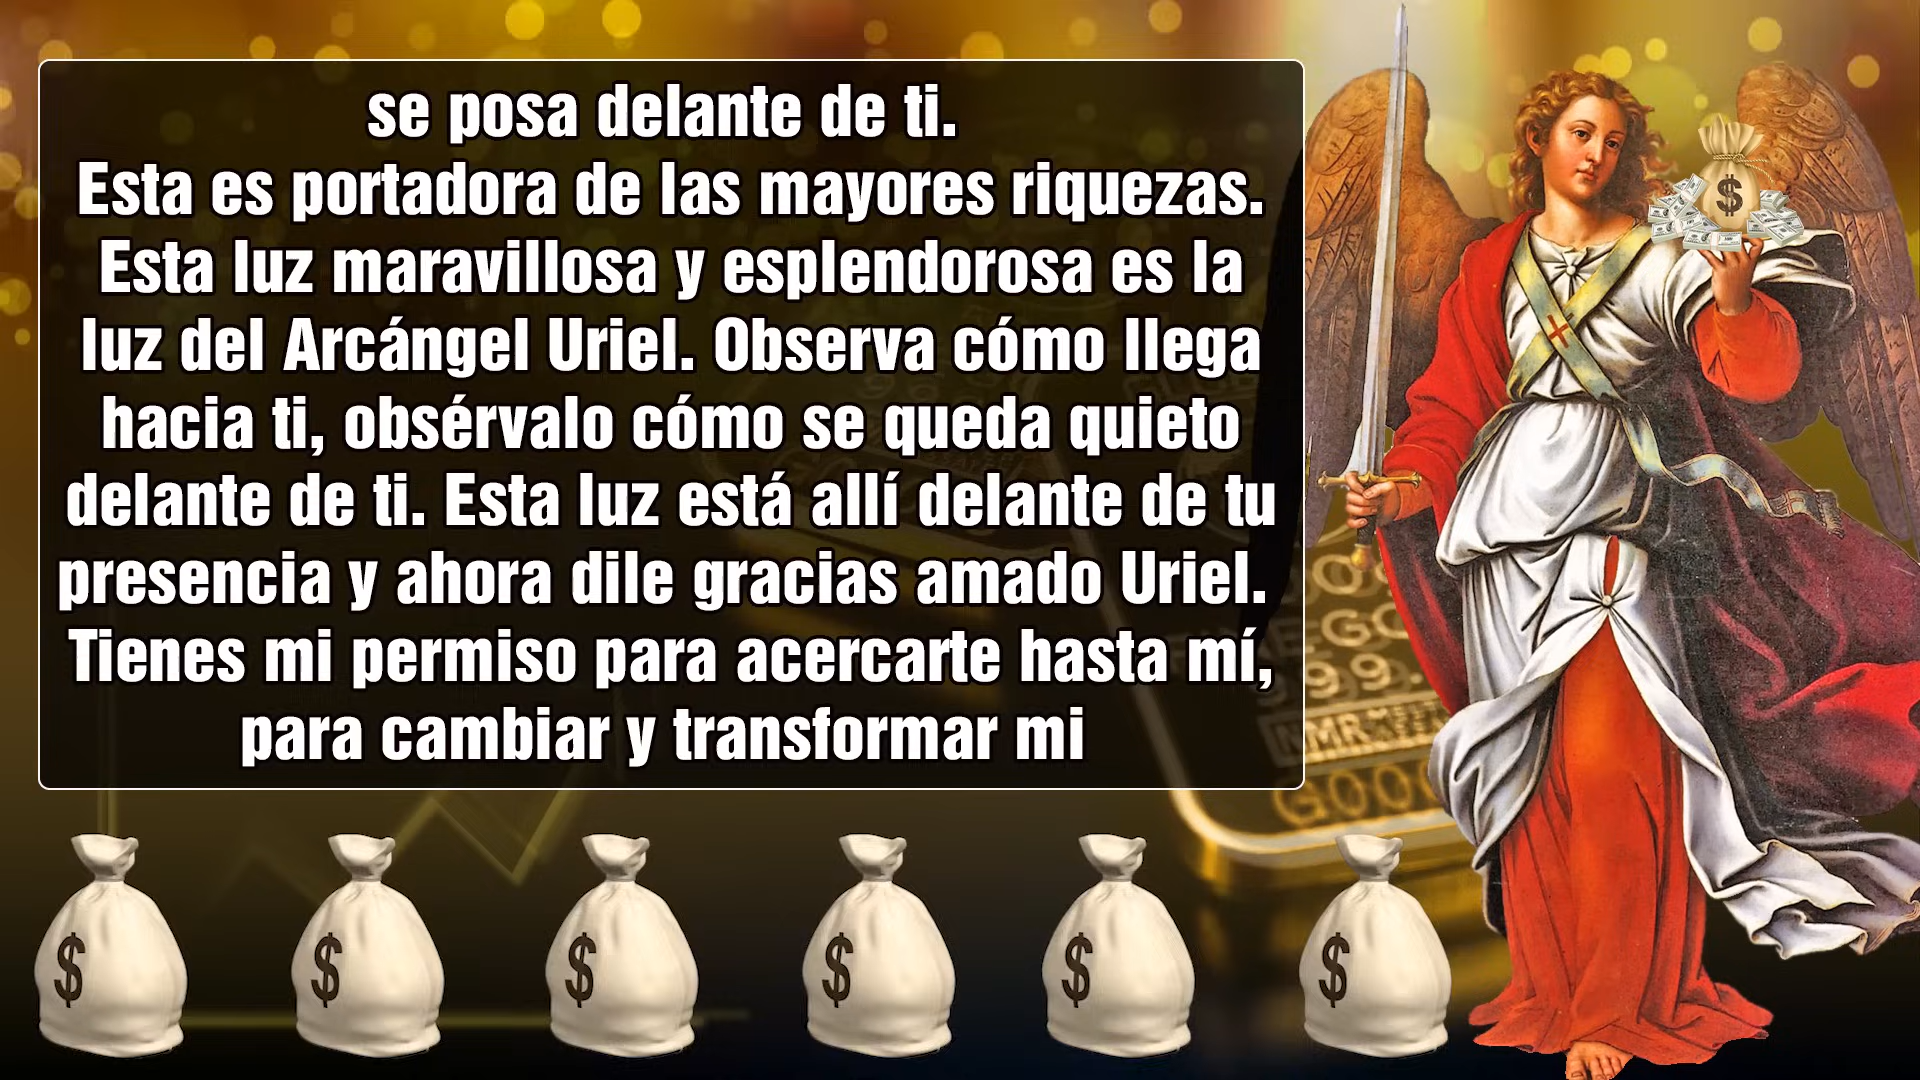 se posa delante de ti.
Esta es portadora de las mayores riquezas.
Esta luz maravillosa y esplendorosa es la
luz del Arcángel Uriel. Observa cómo llega
hacia ti, obsérvalo cómo se queda quieto
delante de ti. Esta luz está allí delante de tu
presencia y ahora dile gracias amado Uriel.
Tienes mi permiso para acercarte hasta mí,
para cambiar y transformar mi
$
$ $ $ $ $ $